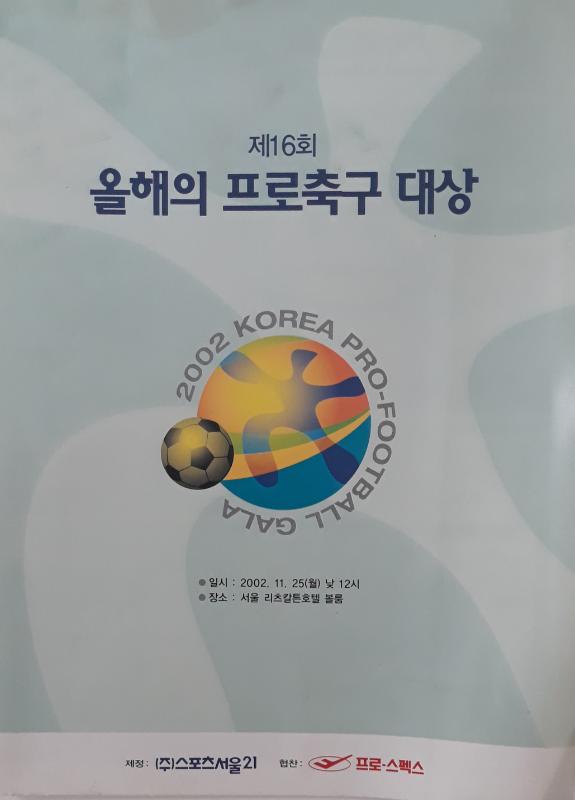 제16회
올해의 프로축구 대상
2002 KOREA PRO-FOOTBALL GALA
● 일시 : 2002. 11. 25(월) 낮 12시
● 장소 : 서울 리츠칼튼호텔 볼룸
제정 : (주)스포츠서울21 협찬 : 프로-스펙스